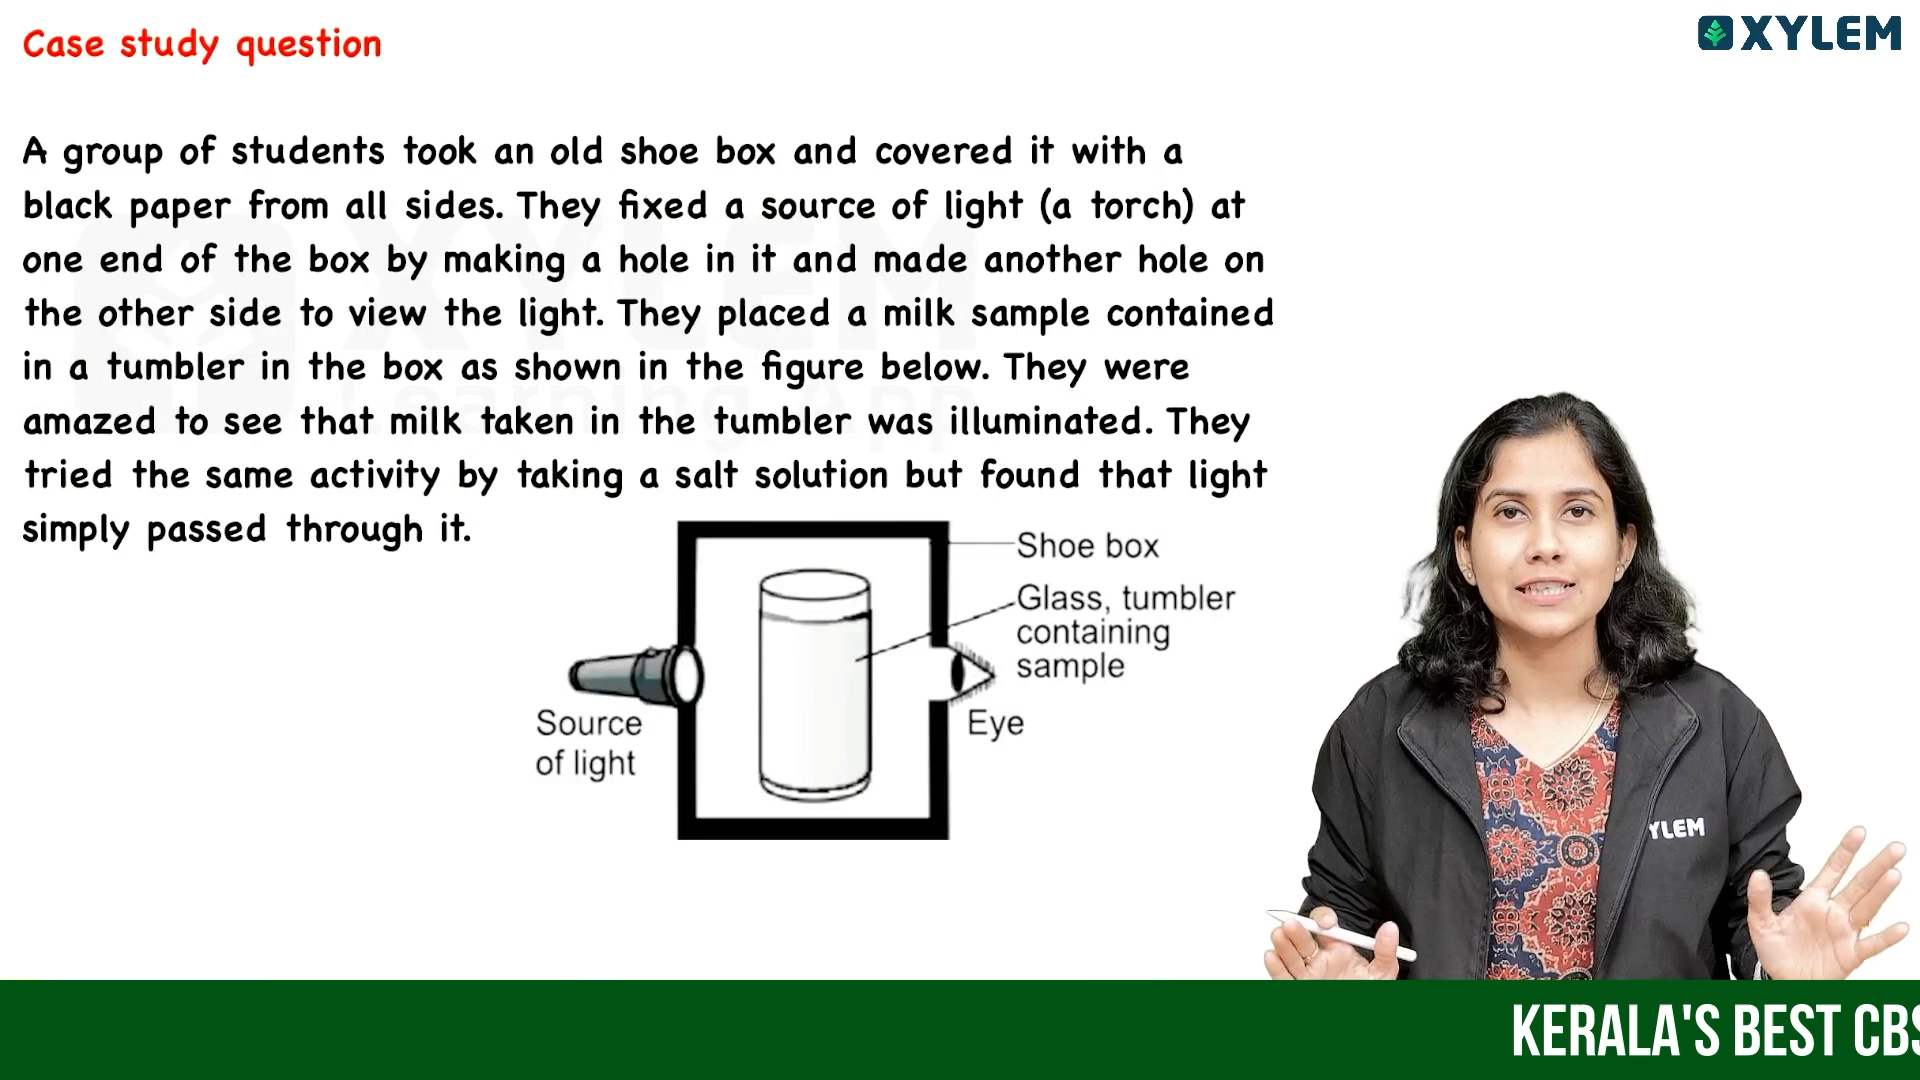 Case study question
XYLEM
A group of students took an old shoe box and covered it with a
black paper from all sides. They fixed a source of light (a torch) at
one end of the box by making a hole in it and made another hole on
the other side to view the light. They placed a milk sample contained
in a tumbler in the box as shown in the figure below. They were
amazed to see that milk taken in the tumbler was illuminated. They
tried the same activity by taking a salt solution but found that light
simply passed through it.
Shoe box
Glass, tumbler
containing
sample
Source
of light
Eye
XYLEM
Learning App
YLEM
KERALA'S BEST CBS